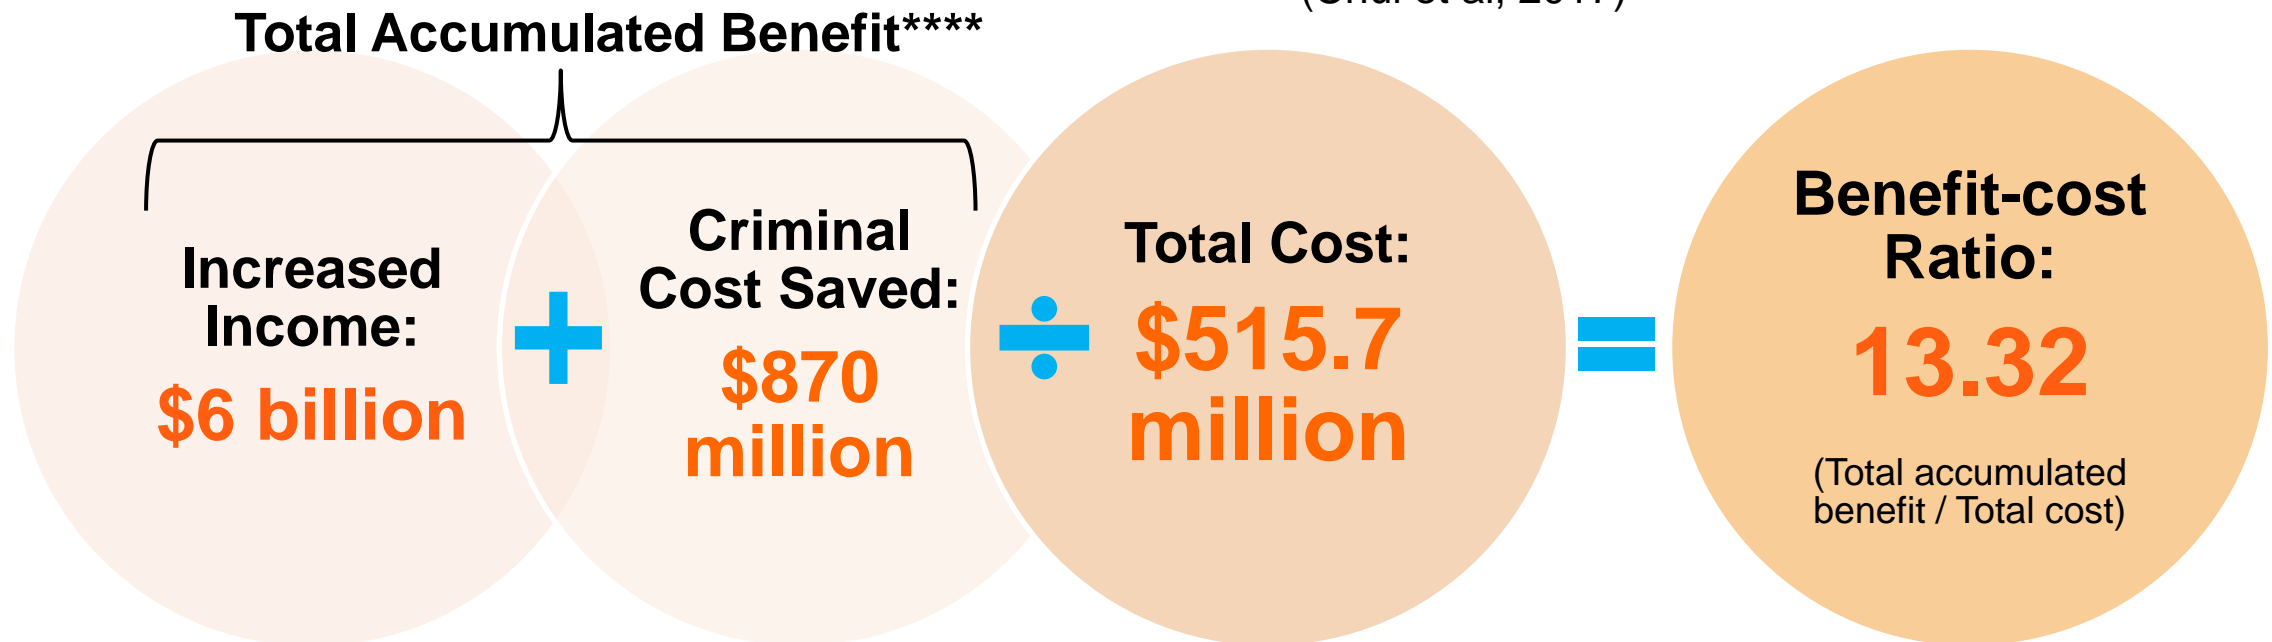 Total Accumulated Benefit****
Increased
Income:
$6 billion
+
Criminal
Cost Saved:
$870
million
÷
Total Cost:
$515.7
million
=
Benefit-cost
Ratio:
13.32
(Total accumulated
benefit / Total cost)